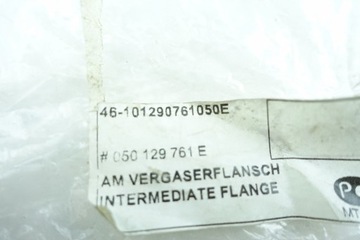 46-101290761050E
# 050 129 761 E
AM VERGASERFLANSCH
INTERMEDIATE FLANGE